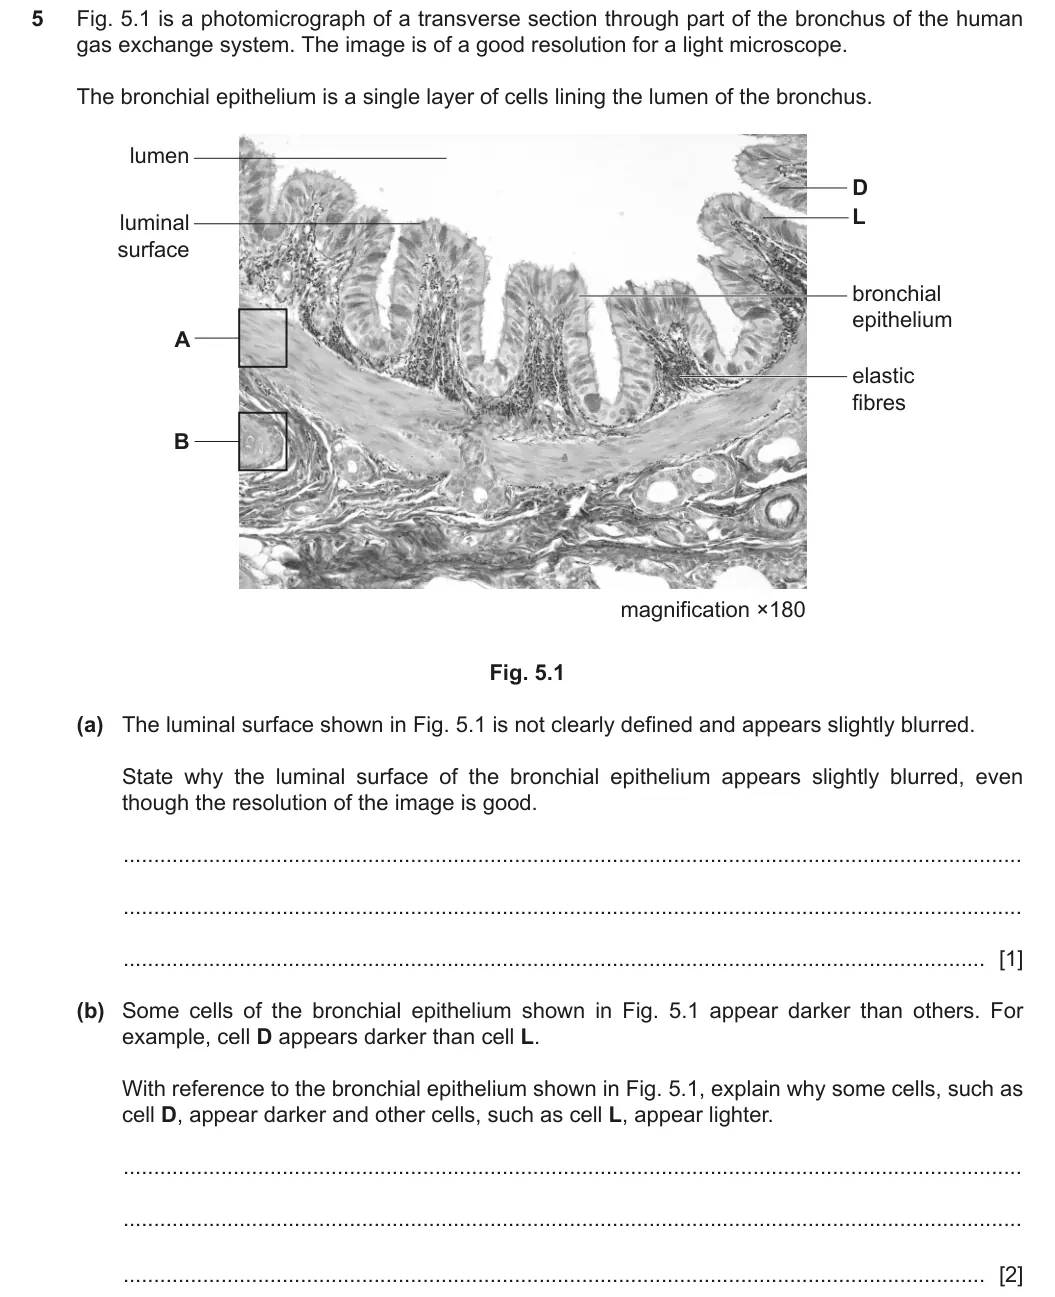 5 Fig. 5.1 is a photomicrograph of a transverse section through part of the bronchus of the human
gas exchange system. The image is of a good resolution for a light microscope.
The bronchial epithelium is a single layer of cells lining the lumen of the bronchus.
lumen
D
L
luminal
surface
bronchial
epithelium
A
elastic
fibres
B
magnification ×180
Fig. 5.1
(a) The luminal surface shown in Fig. 5.1 is not clearly defined and appears slightly blurred.
State why the luminal surface of the bronchial epithelium appears slightly blurred, even
though the resolution of the image is good.
[1]
(b) Some cells of the bronchial epithelium shown in Fig. 5.1 appear darker than others. For
example, cell D appears darker than cell L.
With reference to the bronchial epithelium shown in Fig. 5.1, explain why some cells, such as
cell D, appear darker and other cells, such as cell L, appear lighter.
[2]